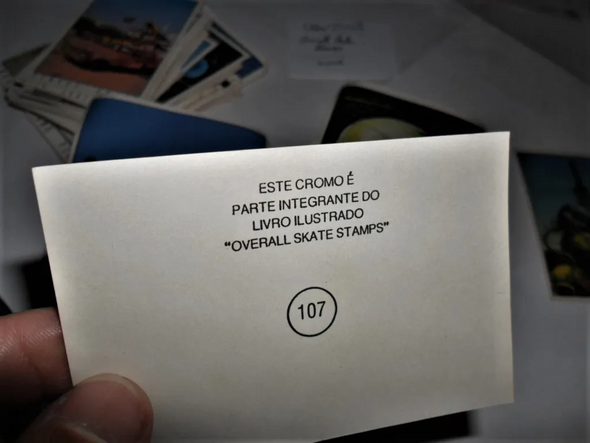 ESTE CROMO É
PARTE INTEGRANTE DO
LIVRO ILUSTRADO
“OVERALL SKATE STAMPS”
107